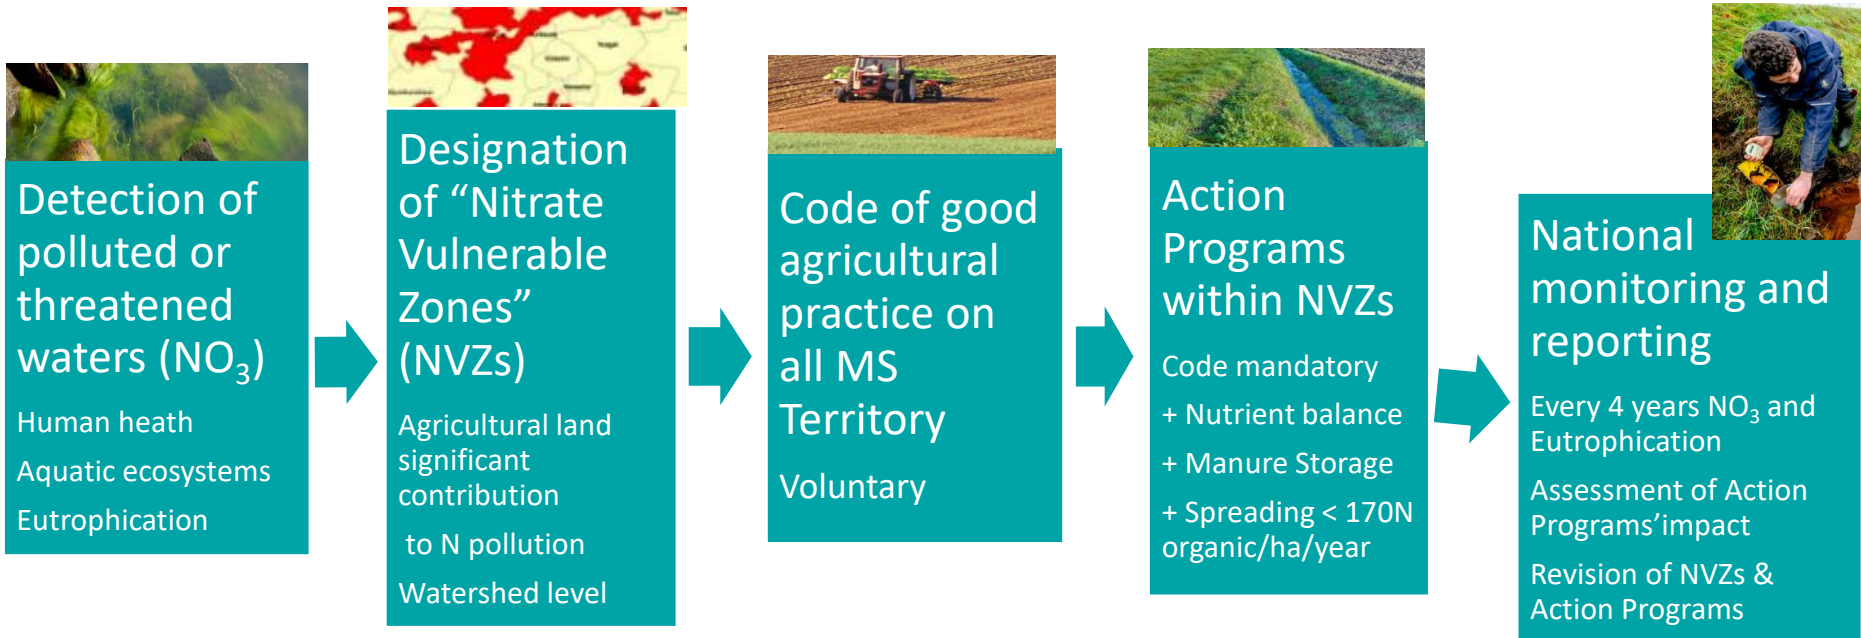 Detection of
polluted or
threatened
waters (NO₃)
Human heath
Aquatic ecosystems
Eutrophication
Designation
of “Nitrate
Vulnerable
Zones”
(NVZs)
Agricultural land
significant
contribution
to N pollution
Watershed level
Code of good
agricultural
practice on
all MS
Territory
Voluntary
Action
Programs
within NVZs
Code mandatory
+ Nutrient balance
+ Manure Storage
+ Spreading < 170N
organic/ha/year
National
monitoring and
reporting
Every 4 years NO₃ and
Eutrophication
Assessment of Action
Programs’impact
Revision of NVZs &
Action Programs